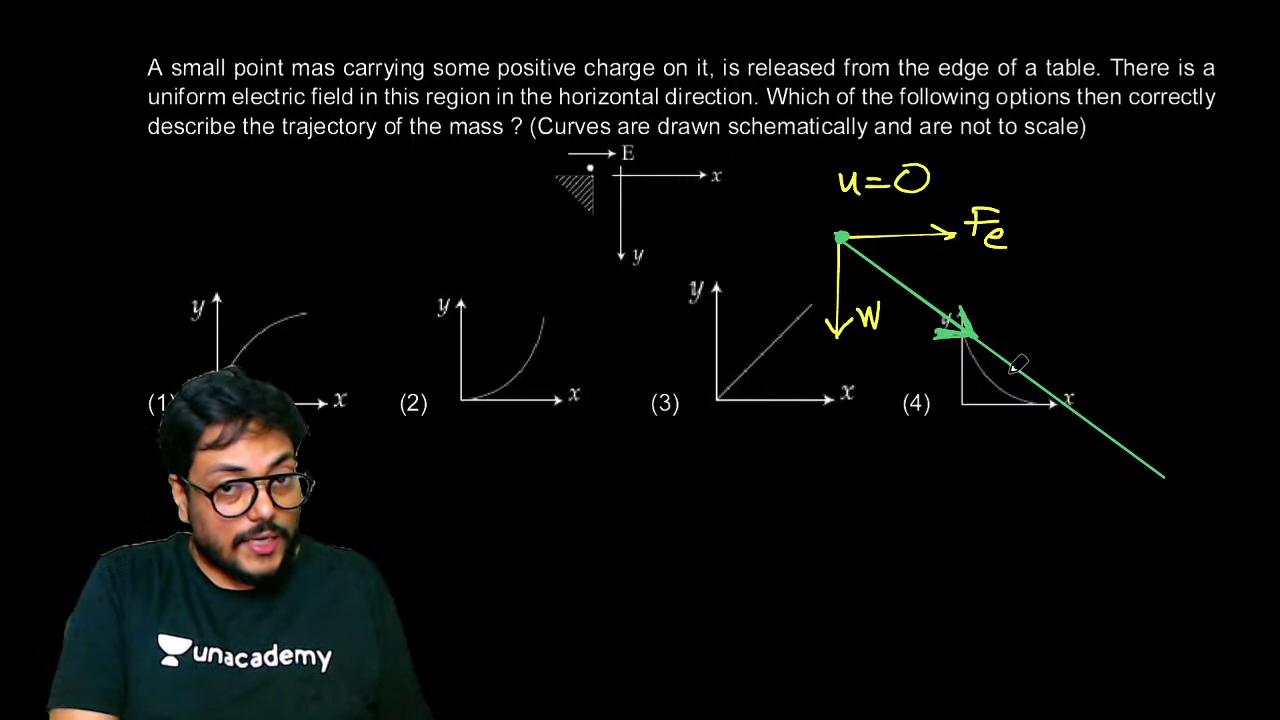 A small point mas carrying some positive charge on it, is released from the edge of a table. There is a
uniform electric field in this region in the horizontal direction. Which of the following options then correctly
describe the trajectory of the mass ? (Curves are drawn schematically and are not to scale)
E
x
y
u=0
Fe
W
y
x
(1)
y
x
(2)
y
x
(3)
y
x
(4)
unacademy